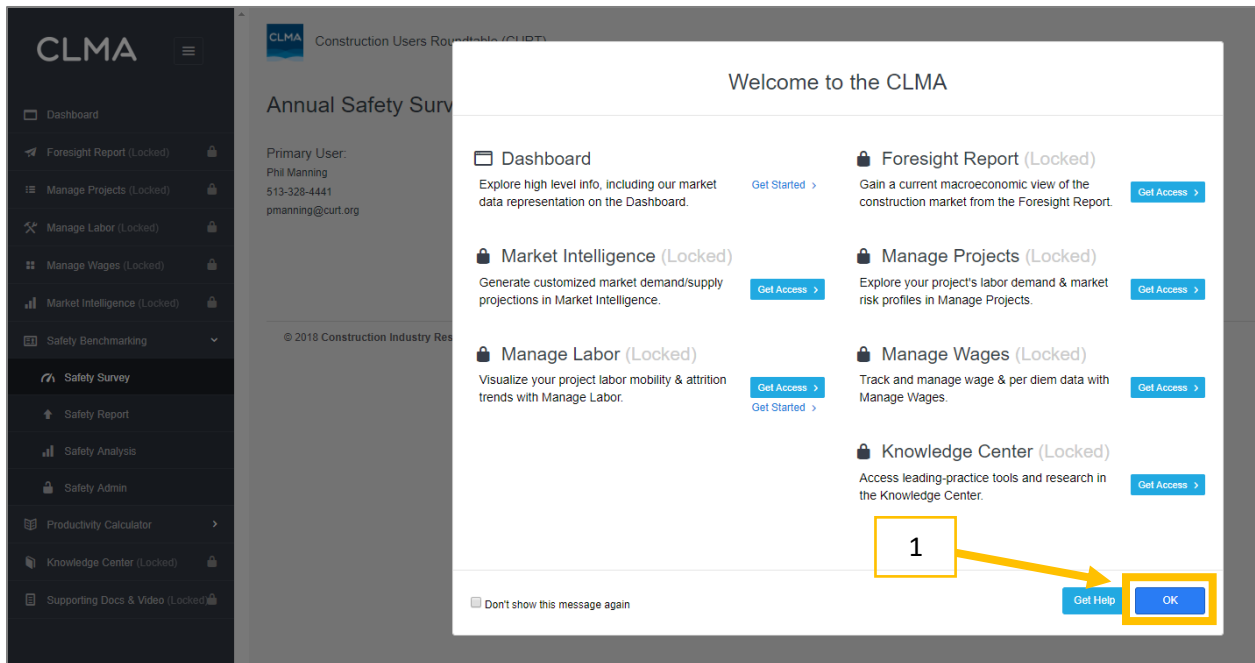 CLMA
Dashboard
Foresight Report (Locked)
Manage Projects (Locked)
Manage Labor (Locked)
Manage Wages (Locked)
Market Intelligence (Locked)
Safety Benchmarking
Safety Survey
Safety Report
Safety Analysis
Safety Admin
Productivity Calculator
Knowledge Center (Locked)
Supporting Docs & Video (Locked)
CLMA
Construction Users Roundtable (CURT)
Annual Safety Surv
Primary User:
Phil Manning
513-328-4441
pmanning@curt.org
© 2018 Construction Industry Res
Welcome to the CLMA
Dashboard
Explore high level info, including our market
data representation on the Dashboard.
Get Started >
Foresight Report (Locked)
Gain a current macroeconomic view of the
construction market from the Foresight Report.
Get Access >
Market Intelligence (Locked)
Generate customized market demand/supply
projections in Market Intelligence.
Get Access >
Manage Projects (Locked)
Explore your project's labor demand & market
risk profiles in Manage Projects.
Get Access >
Manage Labor (Locked)
Visualize your project labor mobility & attrition
trends with Manage Labor.
Get Access >
Get Started >
Manage Wages (Locked)
Track and manage wage & per diem data with
Manage Wages.
Get Access >
Knowledge Center (Locked)
Access leading-practice tools and research in
the Knowledge Center.
Get Access >
1
Don't show this message again
Get Help
OK